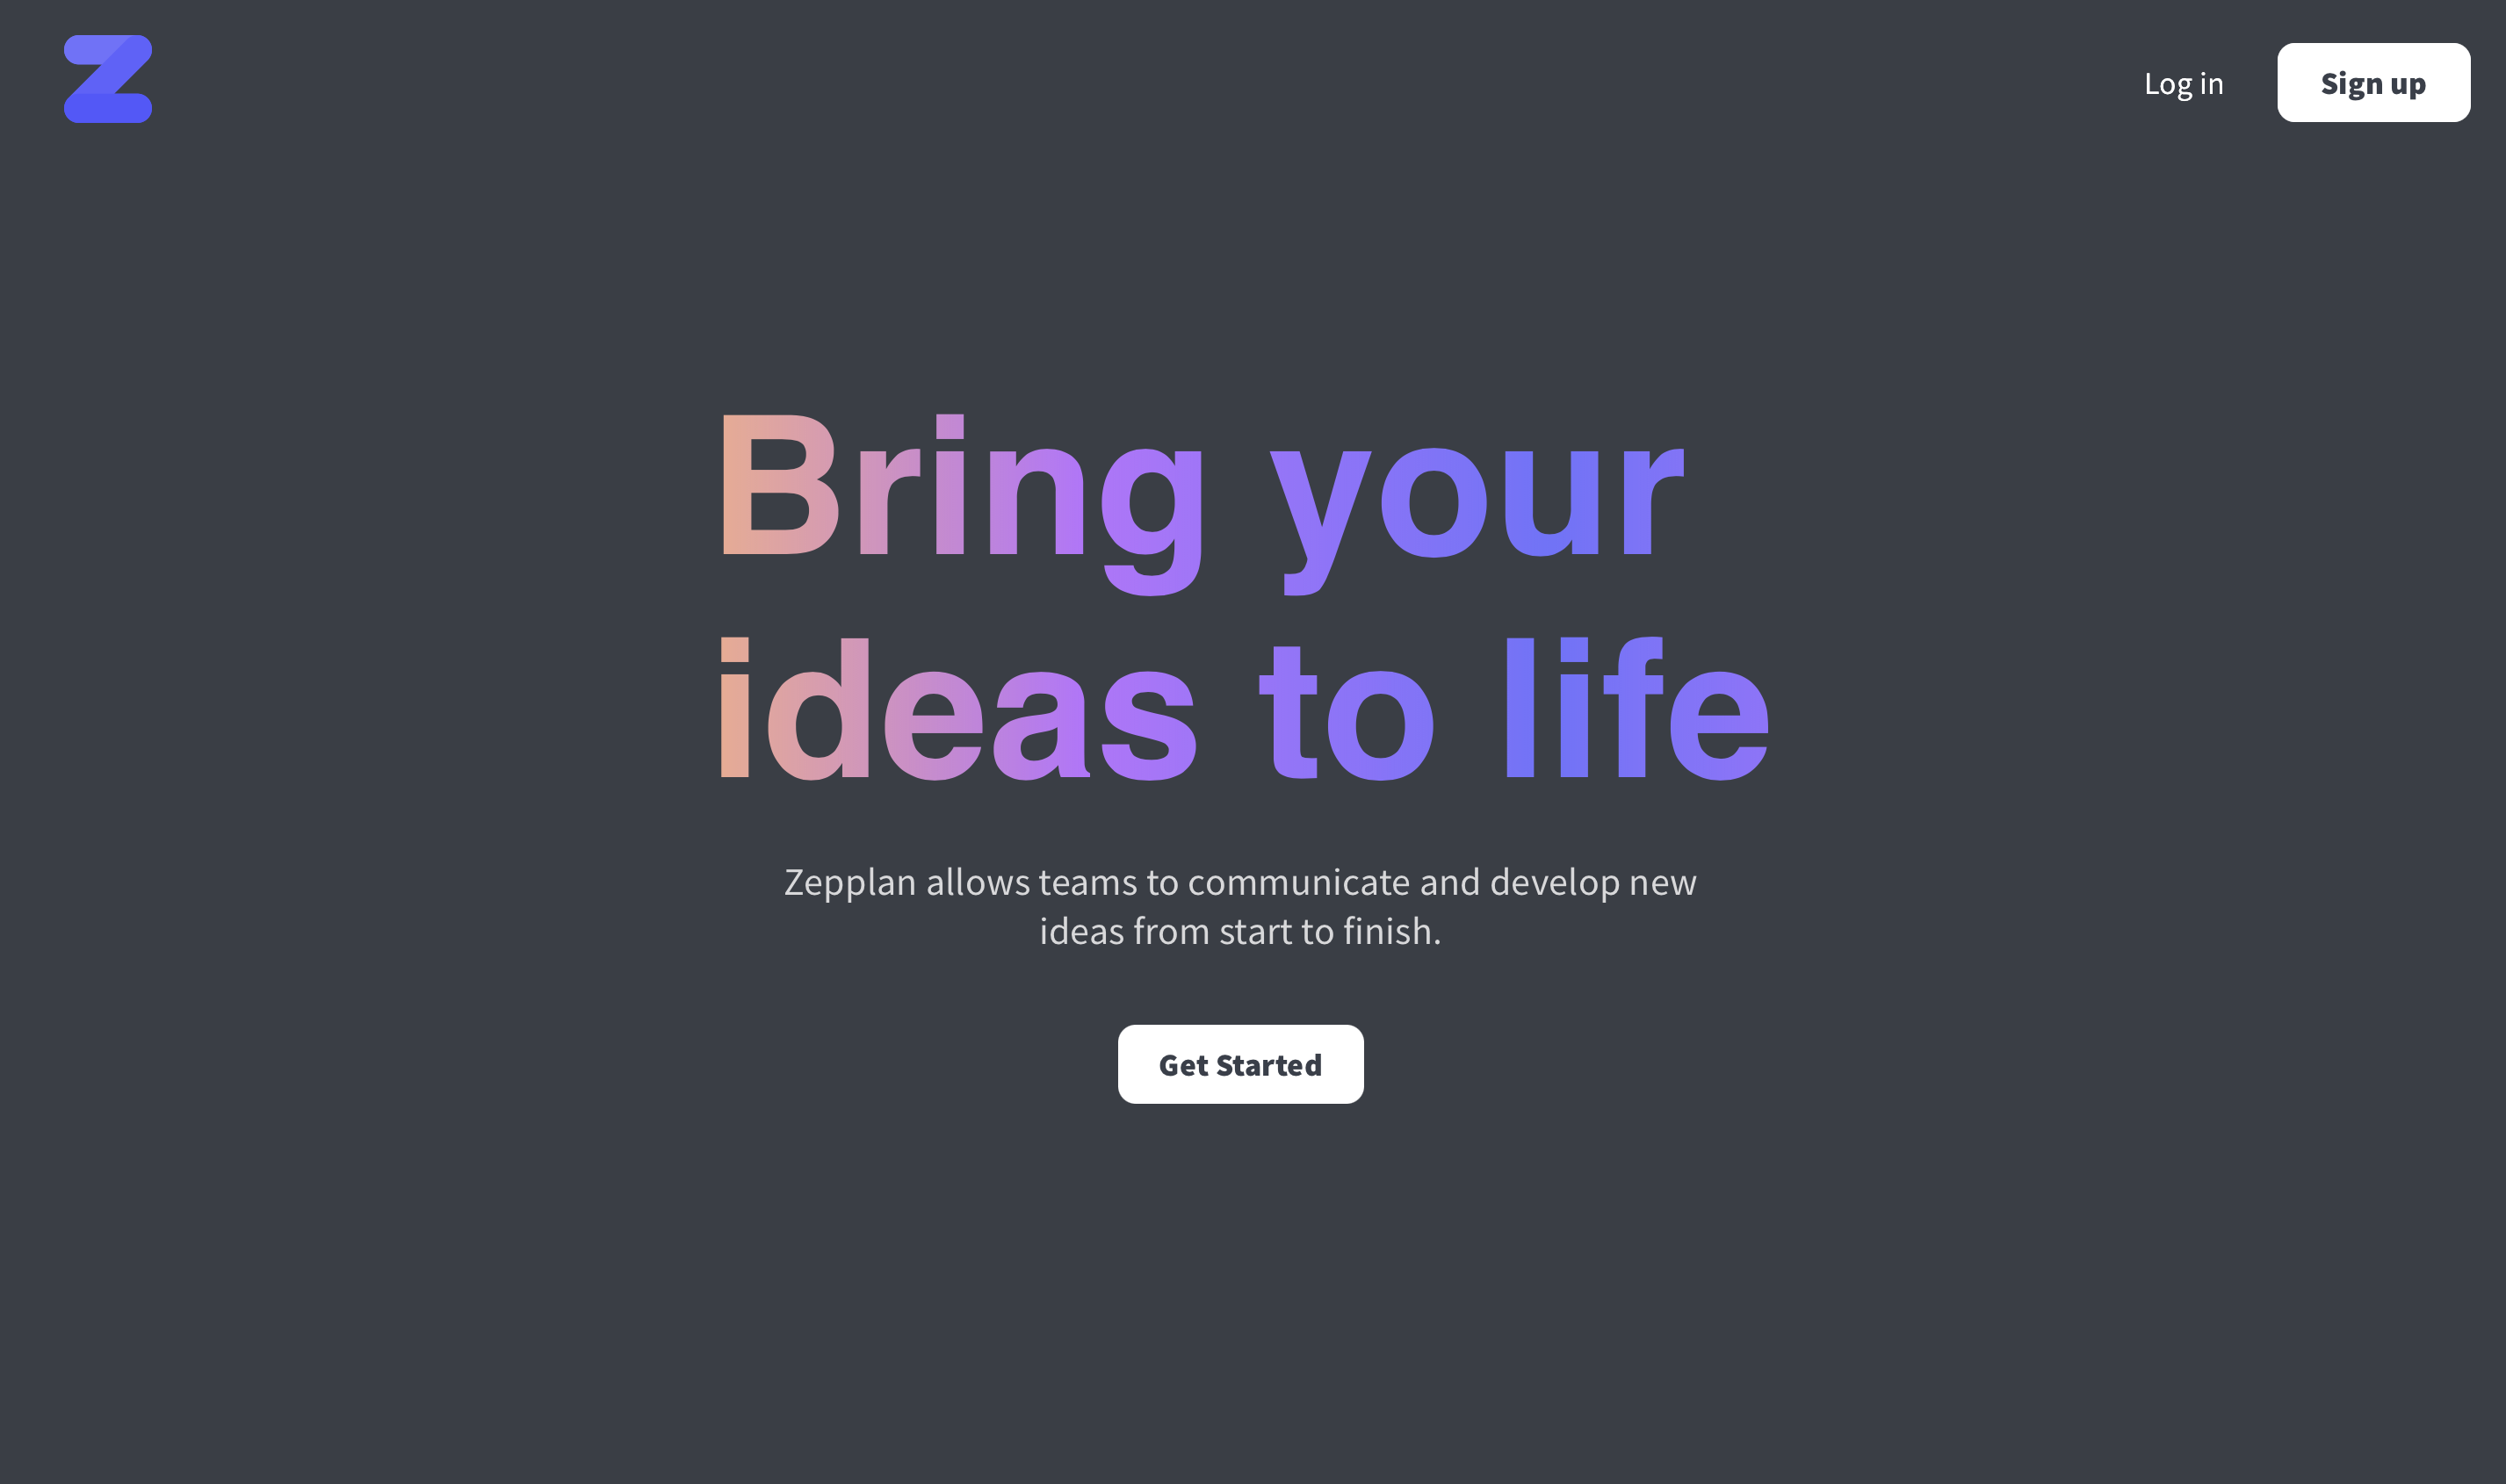 Z
Log in
Sign up
Bring your
ideas to life
Zepplan allows teams to communicate and develop new
ideas from start to finish.
Get Started